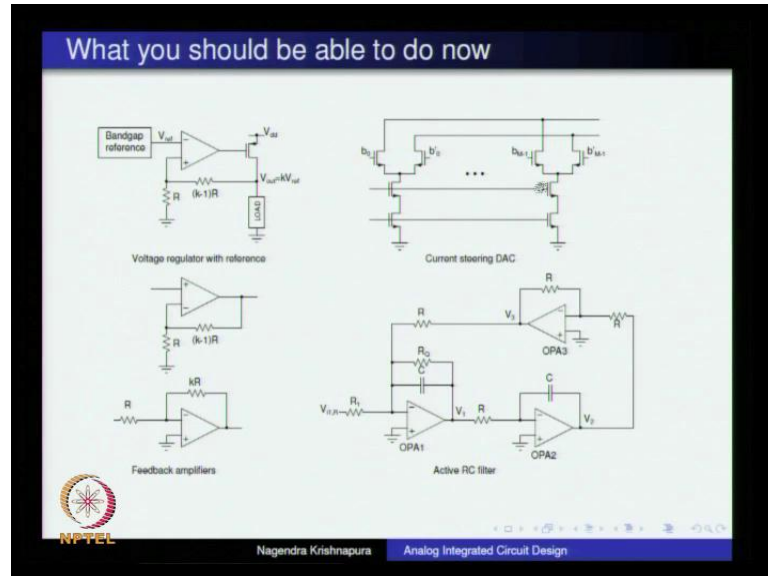 What you should be able to do now
Bandgap reference
Vref
Vdd
Vout=kVref
R
(k-1)R
LOAD
Voltage regulator with reference
b0
b'0
bM-1
b'M-1
Current steering DAC
R
(k-1)R
R
kR
Feedback amplifiers
R
V3
R
R
OPA3
RQ
C
C
R1
V1
R
V2
OPA1
OPA2
Active RC filter
NPTEL
Nagendra Krishnapura
Analog Integrated Circuit Design